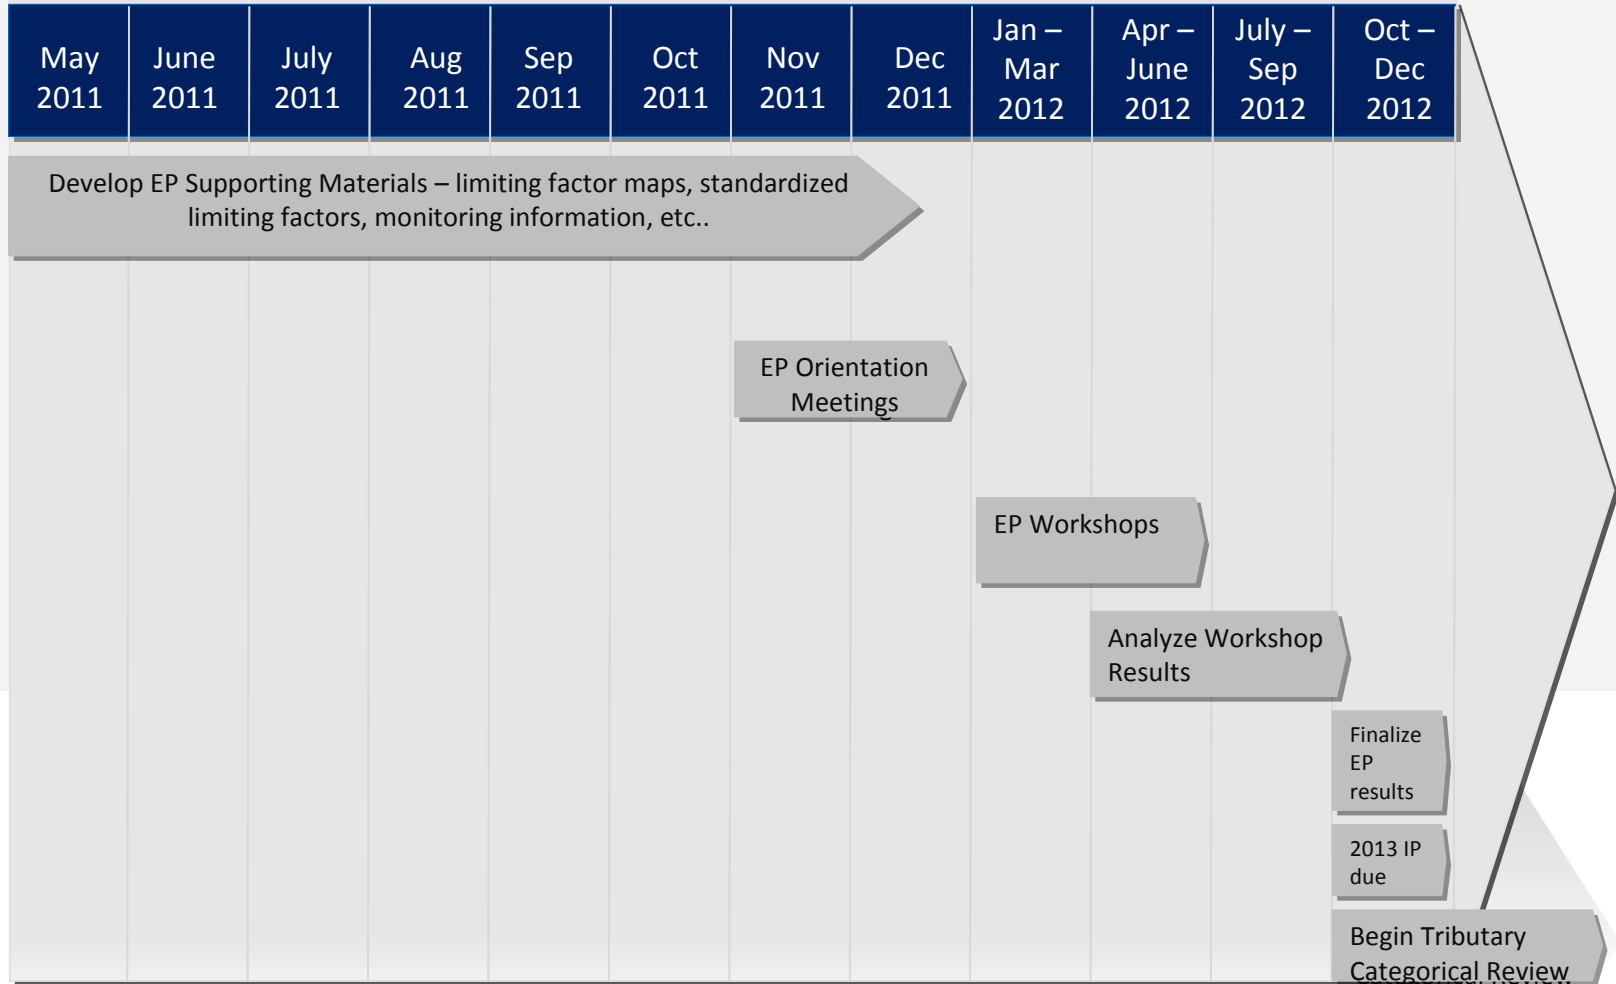 May
2011
June
2011
July
2011
Aug
2011
Sep
2011
Oct
2011
Nov
2011
Dec
2011
Jan –
Mar
2012
Apr –
June
2012
July –
Sep
2012
Oct –
Dec
2012
Develop EP Supporting Materials – limiting factor maps, standardized
limiting factors, monitoring information, etc..
EP Orientation
Meetings
EP Workshops
Analyze Workshop
Results
Finalize
EP
results
2013 IP
due
Begin Tributary
Categorical Review